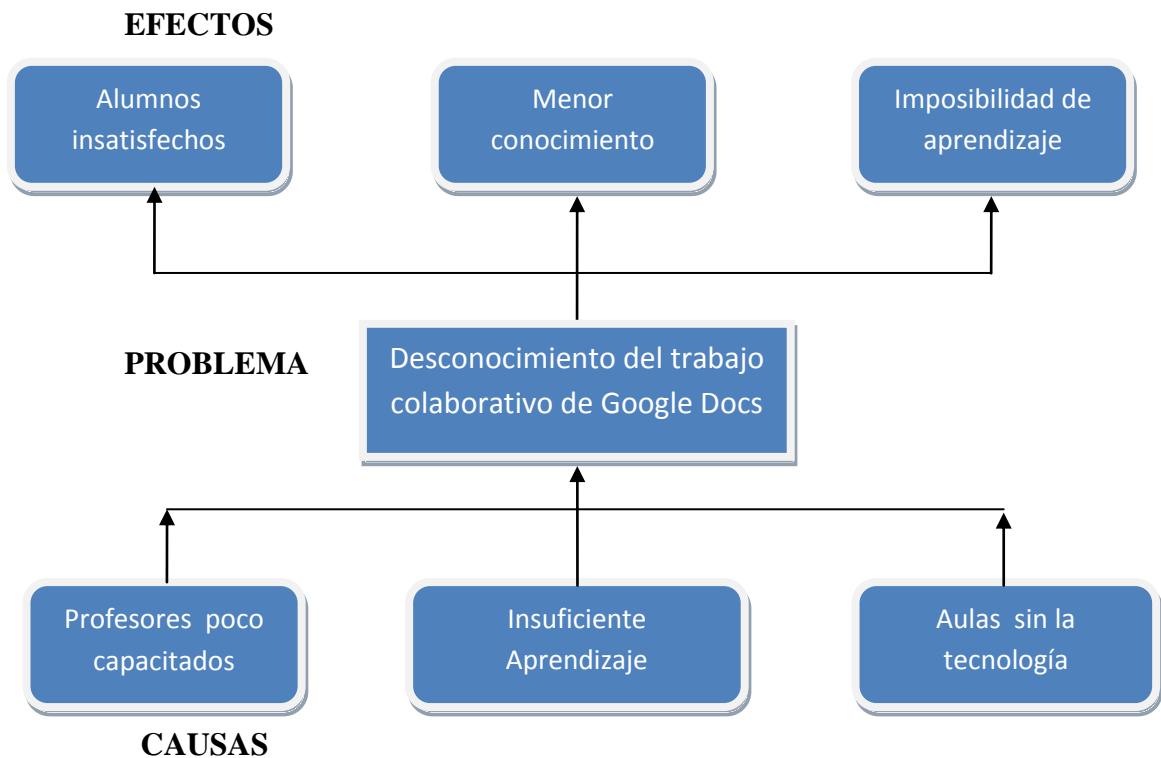 EFECTOS
Alumnos
insatisfechos
Menor
conocimiento
Imposibilidad de
aprendizaje
PROBLEMA
Desconocimiento del trabajo
colaborativo de Google Docs
Profesores poco
capacitados
Insuficiente
Aprendizaje
Aulas sin la
tecnología
CAUSAS